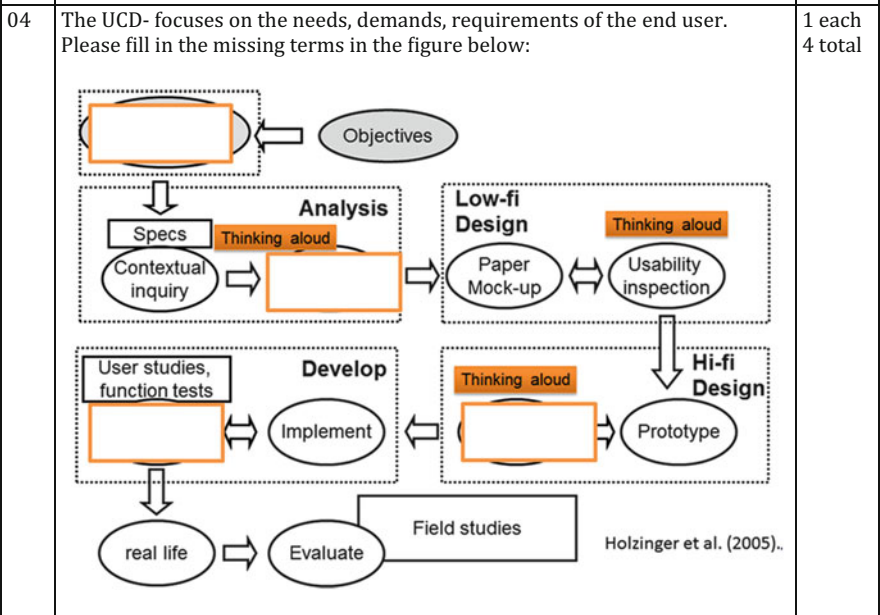 04
The UCD- focuses on the needs, demands, requirements of the end user.
Please fill in the missing terms in the figure below:
1 each
4 total
Objectives
Analysis
Specs
Thinking aloud
Contextual
inquiry
Low-fi
Design
Thinking aloud
Paper
Mock-up
Usability
inspection
User studies,
function tests
Develop
Implement
Thinking aloud
Hi-fi
Design
Prototype
real life
Evaluate
Field studies
Holzinger et al. (2005)..